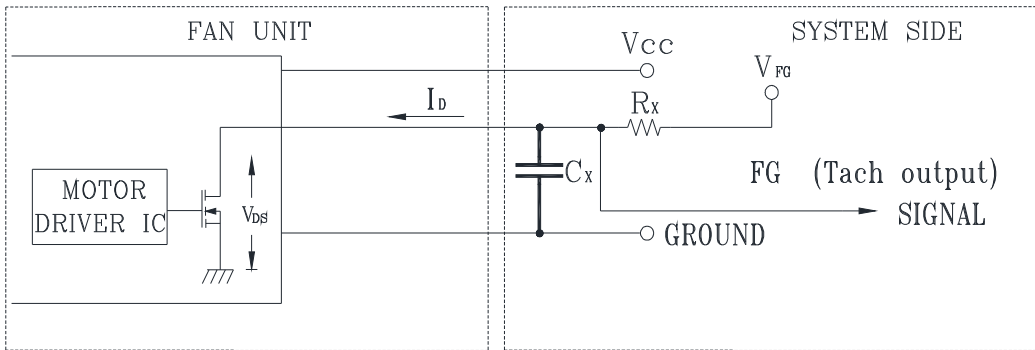 FAN UNIT
SYSTEM SIDE
Vcc
VFG
ID
RX
CX
FG (Tach output)
SIGNAL
MOTOR
DRIVER IC
VDS
GROUND